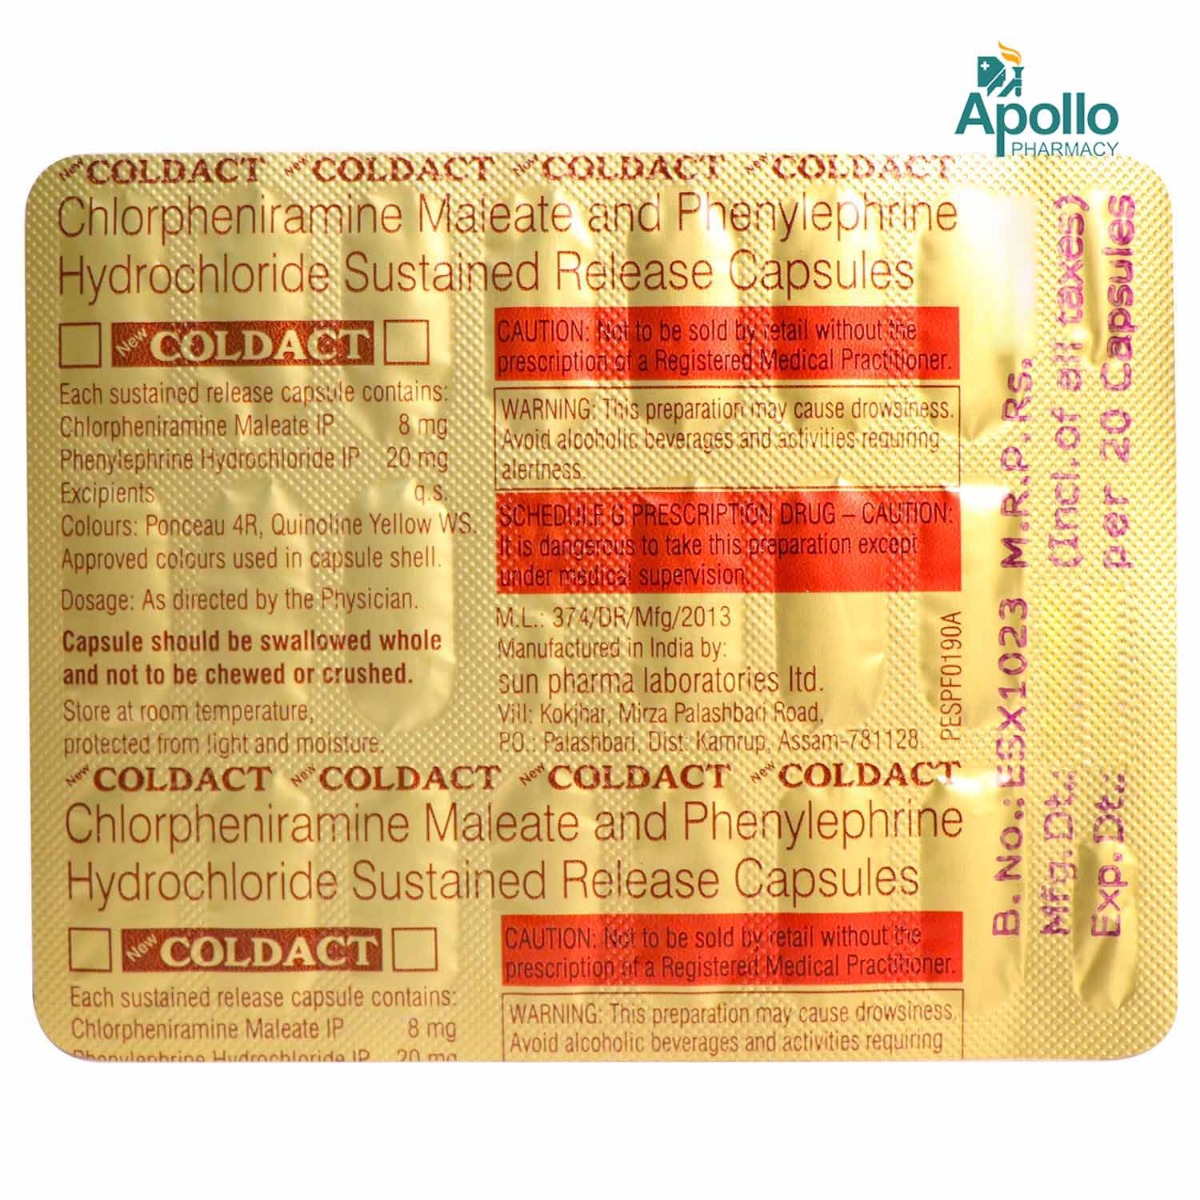 Apollo
PHARMACY
New COLDACT New COLDACT New COLDACT New COLDACT
Chlorpheniramine Maleate and Phenylephrine
Hydrochloride Sustained Release Capsules
New COLDACT
Each sustained release capsule contains:
Chlorpheniramine Maleate IP 8 mg
Phenylephrine Hydrochloride IP 20 mg
Excipients q.s.
Colours: Ponceau 4R, Quinoline Yellow WS.
Approved colours used in capsule shell.
Dosage: As directed by the Physician.
Capsule should be swallowed whole
and not to be chewed or crushed.
Store at room temperature,
protected from light and moisture.
CAUTION: Not to be sold by retail without the
prescription of a Registered Medical Practitioner.
WARNING: This preparation may cause drowsiness.
Avoid alcoholic beverages and activities requiring
alertness.
SCHEDULE G PRESCRIPTION DRUG – CAUTION:
It is dangerous to take this preparation except
under medical supervision.
M.L.: 374/DR/Mfg/2013
Manufactured in India by:
sun pharma laboratories ltd.
Vill: Kokjhar, Mirza Palashbari Road,
P.O.: Palashbari, Dist: Kamrup, Assam-781128.
PESPF0190A
New COLDACT New COLDACT New COLDACT New COLDACT
Chlorpheniramine Maleate and Phenylephrine
Hydrochloride Sustained Release Capsules
New COLDACT
Each sustained release capsule contains:
Chlorpheniramine Maleate IP 8 mg
Phenylephrine Hydrochloride IP 20 mg
CAUTION: Not to be sold by retail without the
prescription of a Registered Medical Practitioner.
WARNING: This preparation may cause drowsiness.
Avoid alcoholic beverages and activities requiring
B. No.:ESX1023 M.R.P. Rs.
Mfg.Dt.: (Incl. of all taxes)
Exp.Dt.: per 20 Capsules